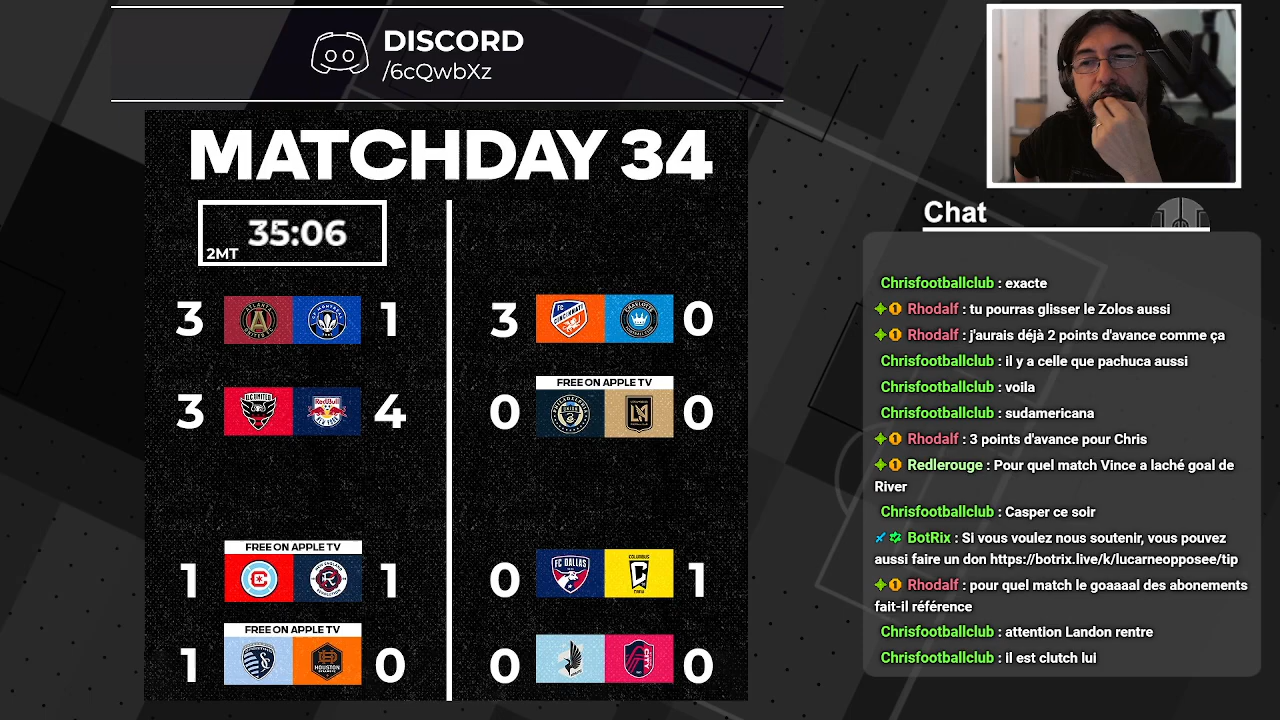 DISCORD
/6cQwbXz
MATCHDAY 34
35:06
2MT
3 1
3 0
FREE ON APPLE TV
3 4
0 0
FREE ON APPLE TV
1 1
0 1
FREE ON APPLE TV
1 0
0 0
FC DALLAS
COLUMBUS
HOUSTON
CITY
Chat
Chrisfootballclub : exacte
Rhodalf : tu pourras glisser le Zolos aussi
Rhodalf : j'aurais déjà 2 points d'avance comme ça
Chrisfootballclub : il y a celle que pachuca aussi
Chrisfootballclub : voila
Chrisfootballclub : sudamericana
Rhodalf : 3 points d'avance pour Chris
Redlerouge : Pour quel match Vince a laché goal de
River
Chrisfootballclub : Casper ce soir
BotRix : Si vous voulez nous soutenir, vous pouvez
aussi faire un don https://botrix.live/k/lucarneopposee/tip
Rhodalf : pour quel match le goaaaal des abonements
fait-il référence
Chrisfootballclub : attention Landon rentre
Chrisfootballclub : il est clutch lui